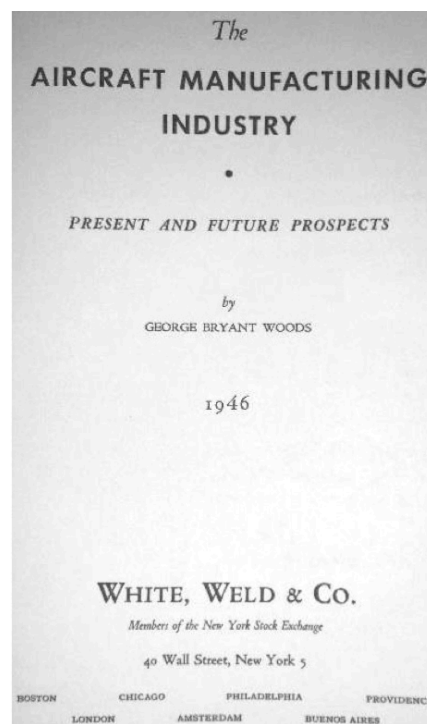 The
AIRCRAFT MANUFACTURING
INDUSTRY
•
PRESENT AND FUTURE PROSPECTS
by
GEORGE BRYANT WOODS
1946
WHITE, WELD & CO.
Members of the New York Stock Exchange
40 Wall Street, New York 5
BOSTON CHICAGO PHILADELPHIA PROVIDENC
LONDON AMSTERDAM BUENOS AIRES